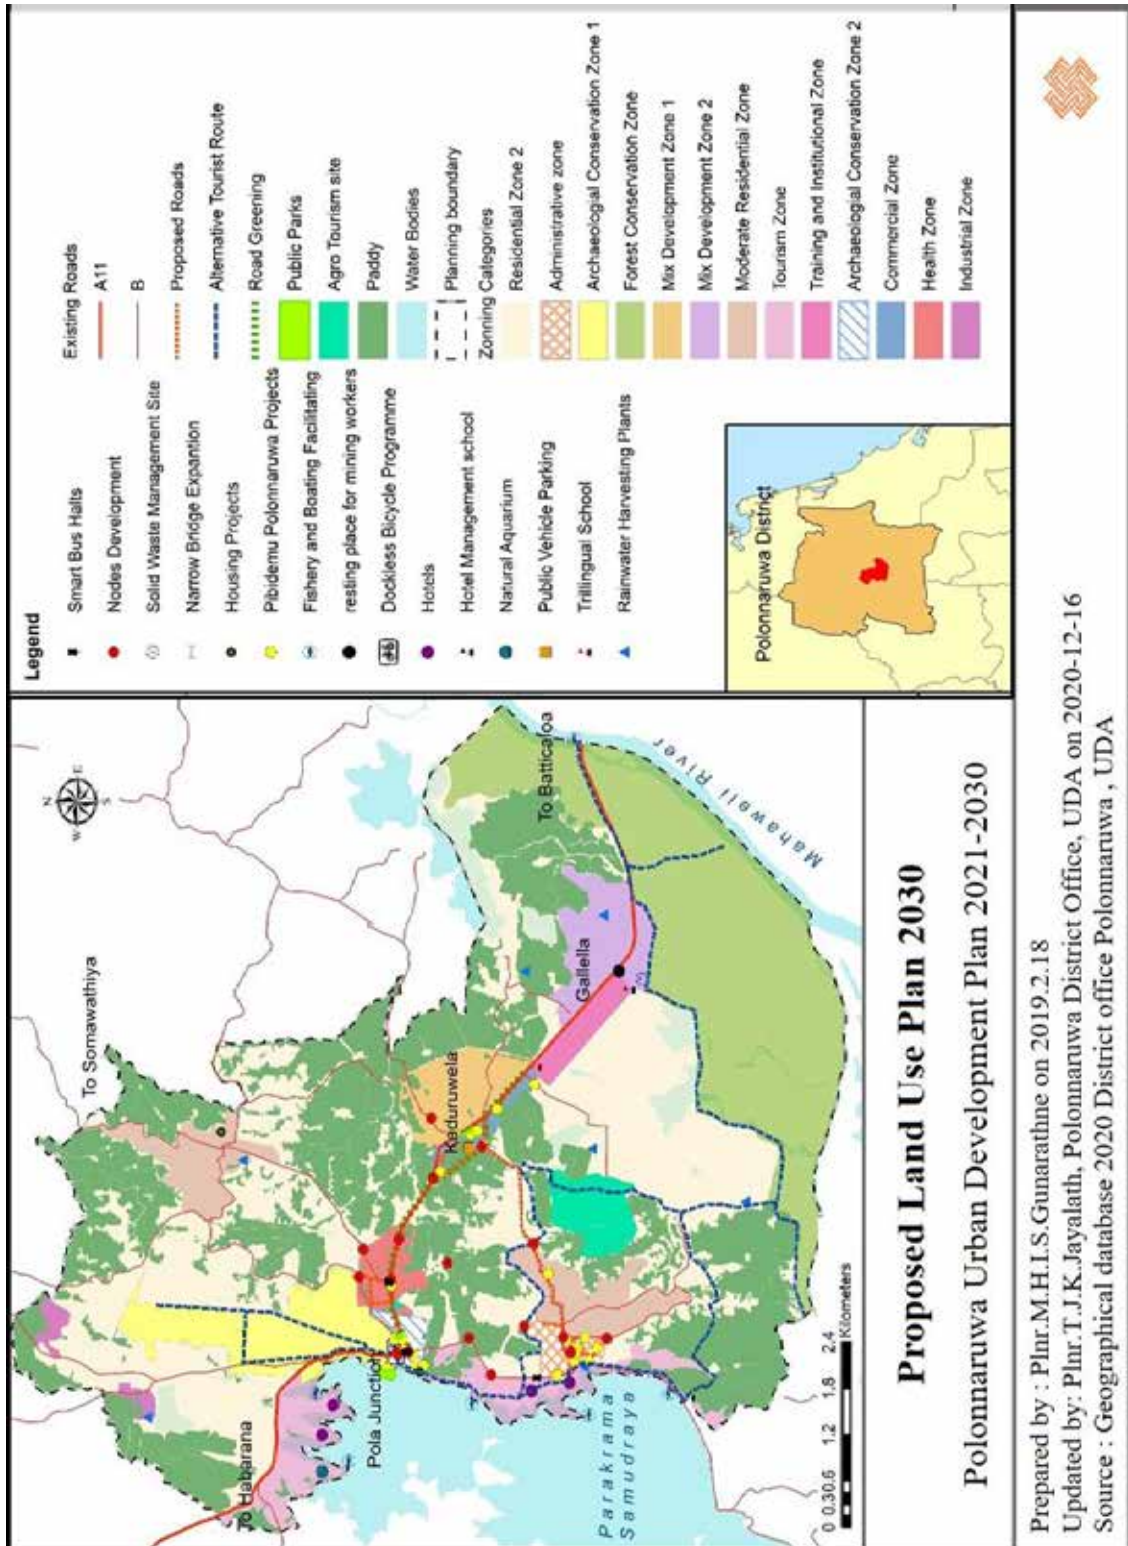 Legend
Smart Bus Halts
Nodes Development
Solid Waste Management Site
Narrow Bridge Expantion
Housing Projects
Pibidemu Polonnaruwa Projects
Fishery and Boating Facilitating
resting place for mining workers
Dockless Bicycle Programme
Hotels
Hotel Management school
Natural Aquarium
Public Vehicle Parking
Trillingual School
Rainwater Harvesting Plants
Existing Roads
A11
B
Proposed Roads
Alternative Tourist Route
Road Greening
Public Parks
Agro Tourism site
Paddy
Water Bodies
Planning boundary
Zonning Categories
Residential Zone 2
Administrative zone
Archaeological Conservation Zone 1
Forest Conservation Zone
Mix Development Zone 1
Mix Development Zone 2
Moderate Residential Zone
Tourism Zone
Training and Institutional Zone
Archaeological Conservation Zone 2
Commercial Zone
Health Zone
Industrial Zone
Polonnaruwa District
N
W
E
S
To Somawathiya
To Batticaloa
To Habarana
Pola Junction
Kaduruwela
Gallella
Mahaweli River
Parakrama
Samudraya
0 0.30.6 1.2 1.8 2.4
Kilometers
Proposed Land Use Plan 2030
Polonnaruwa Urban Development Plan 2021-2030
Prepared by : Plnr.M.H.I.S.Gunarathne on 2019.2.18
Updated by: Plnr.T.J.K.Jayalath, Polonnaruwa District Office, UDA on 2020-12-16
Source : Geographical database 2020 District office Polonnaruwa , UDA